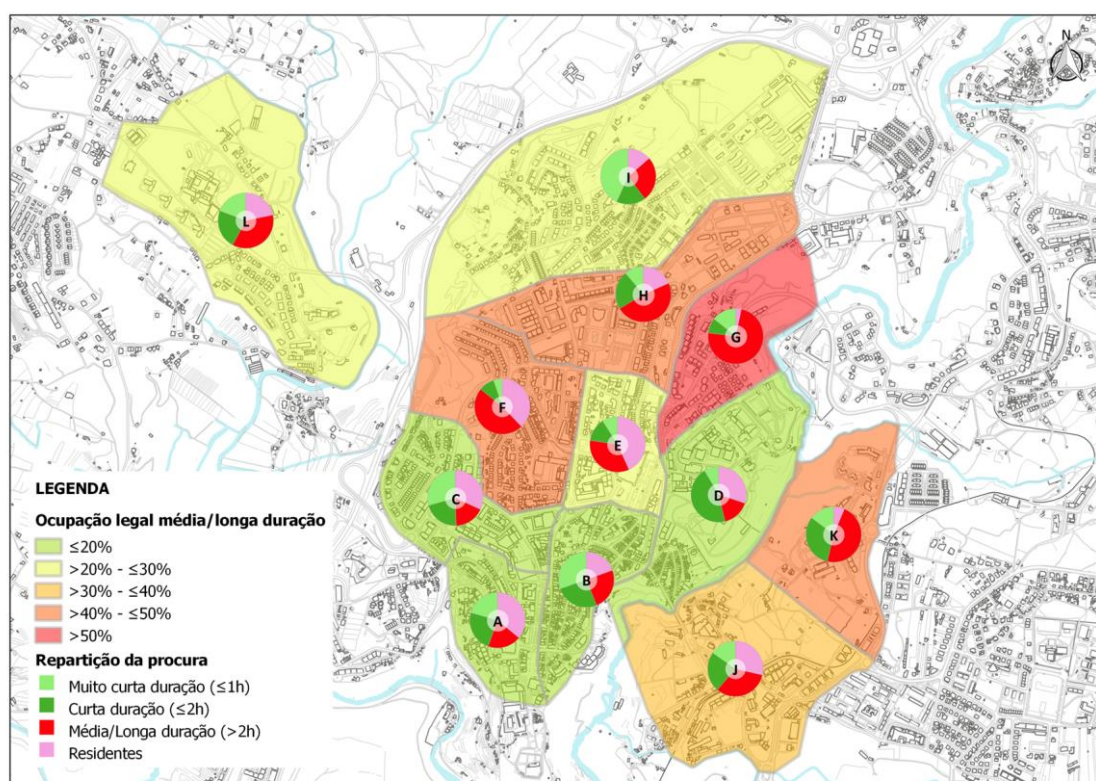 N
I
L
H
G
F
E
C
D
K
B
A
J
LEGENDA
Ocupação legal média/longa duração
≤20%
>20% - ≤30%
>30% - ≤40%
>40% - ≤50%
>50%
Repartição da procura
Muito curta duração (≤1h)
Curta duração (≤2h)
Média/Longa duração (>2h)
Residentes